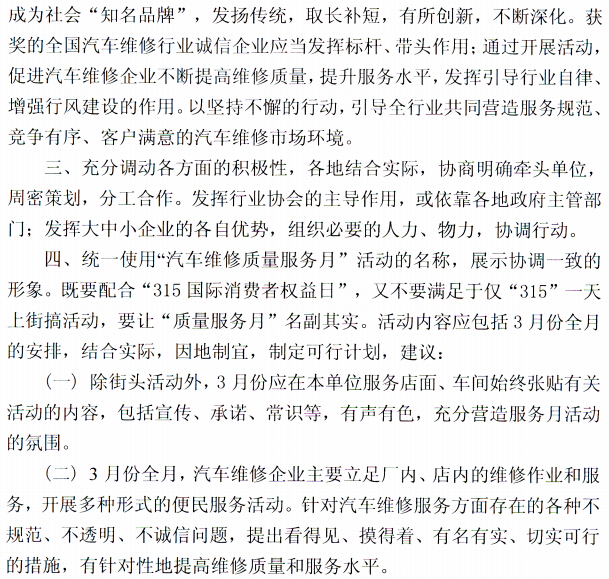 成为社会“知名品牌”，发扬传统，取长补短，有所创新，不断深化。获
奖的全国汽车维修行业诚信企业应当发挥标杆、带头作用；通过开展活动，
促进汽车维修企业不断提高维修质量，提升服务水平，发挥引导行业自律、
增强行风建设的作用。以坚持不懈的行动，引导全行业共同营造服务规范、
竞争有序、客户满意的汽车维修市场环境。
三、充分调动各方面的积极性，各地结合实际，协商明确牵头单位，
周密策划，分工合作。发挥行业协会的主导作用，或依靠各地政府主管部
门；发挥大中小企业的各自优势，组织必要的人力、物力，协调行动。
四、统一使用“汽车维修质量服务月”活动的名称，展示协调一致的
形象。既要配合“315国际消费者权益日”，又不要满足于仅“315”一天
上街搞活动，要让“质量服务月”名副其实。活动内容应包括3月份全月
的安排，结合实际，因地制宜，制定可行计划，建议：
（一）除街头活动外，3月份应在本单位服务店面、车间始终张贴有关
活动的内容，包括宣传、承诺、常识等，有声有色，充分营造服务月活动
的氛围。
（二）3月份全月，汽车维修企业主要立足厂内、店内的维修作业和服
务，开展多种形式的便民服务活动。针对汽车维修服务方面存在的各种不
规范、不透明、不诚信问题，提出看得见、摸得着、有名有实、切实可行
的措施，有针对性地提高维修质量和服务水平。